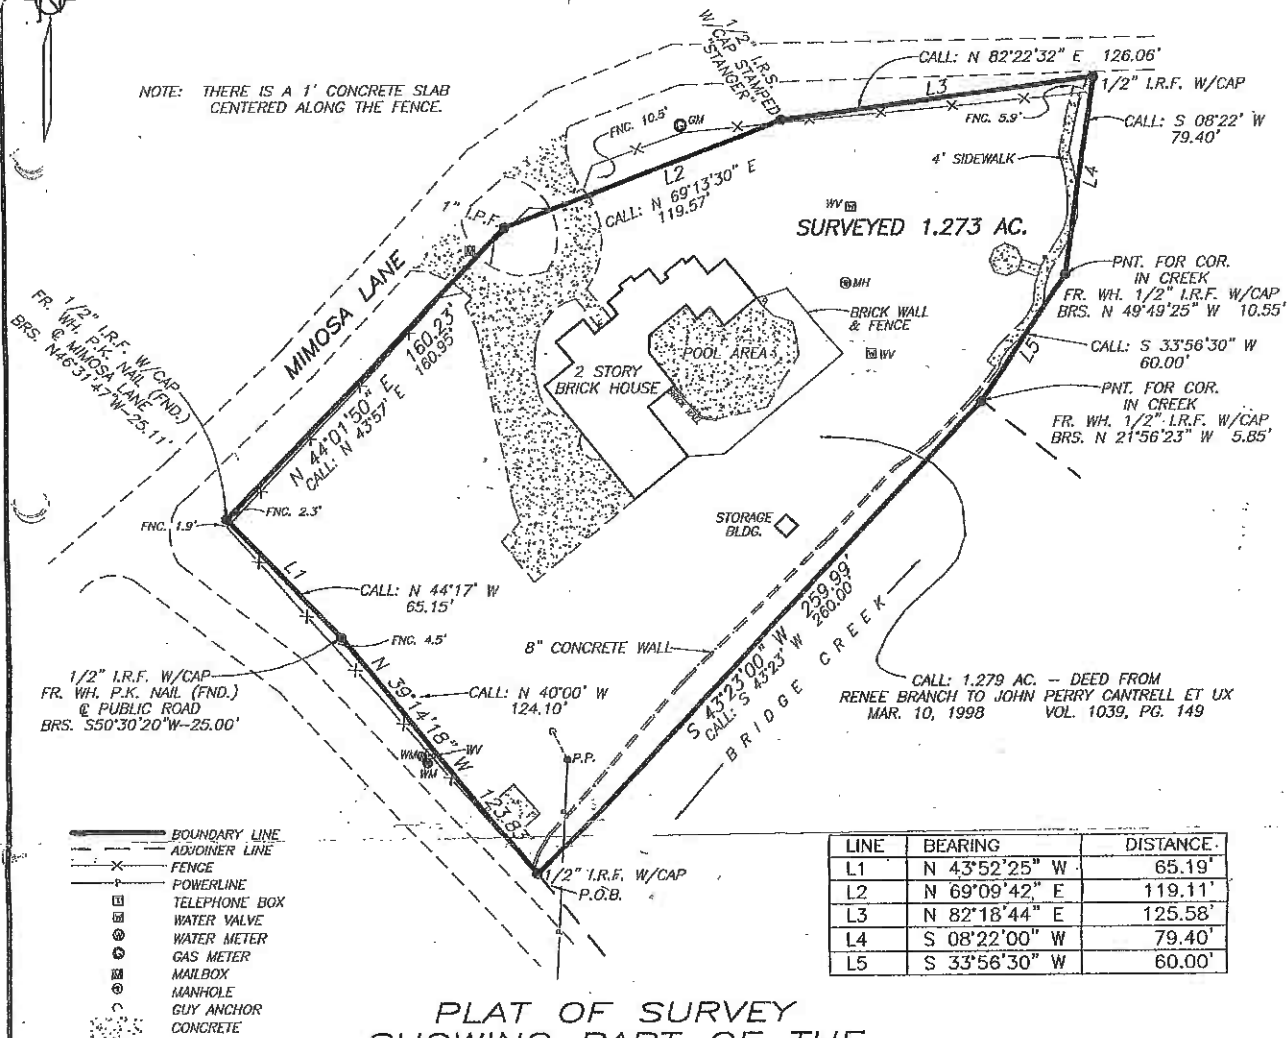 NOTE: THERE IS A 1' CONCRETE SLAB
CENTERED ALONG THE FENCE.
1/2" I.R.S.
W/CAP STAMPED
"STANGER"
CALL: N 82°22'32" E 126.06'
L3
1/2" I.R.F. W/CAP
FNC. 5.9'
CALL: S 08°22' W
79.40'
4' SIDEWALK
L4
FNC. 10.5'
GM
L2
CALL: N 69°13'30" E
119.57'
1" I.P.F.
WV
SURVEYED 1.273 AC.
MH
PNT. FOR COR.
IN CREEK
FR. WH. 1/2" I.R.F. W/CAP
BRS. N 49°49'25" W 10.55'
BRICK WALL
& FENCE
WV
CALL: S 33°56'30" W
60.00'
L5
PNT. FOR COR.
IN CREEK
FR. WH. 1/2" I.R.F. W/CAP
BRS. N 21°56'23" W 5.85'
MIMOSA LANE
1/2" I.R.F. W/CAP
FR. WH. P.K. NAIL (FND.)
℄ MIMOSA LANE
BRS. N46°31'47"W-25.11'
N 44°01'50" E 160.23'
CALL: N 43°57' E 160.95'
2 STORY
BRICK HOUSE
POOL AREA
BRICK WALL
FNC. 1.9'
FNC. 2.3'
STORAGE
BLDG.
L1
CALL: N 44°17' W
65.15'
FNC. 4.5'
8" CONCRETE WALL
S 43°23'00" W 259.99'
CALL: S 43°23' W 260.00'
BRIDGE CREEK
1/2" I.R.F. W/CAP
FR. WH. P.K. NAIL (FND.)
℄ PUBLIC ROAD
BRS. S50°30'20"W-25.00'
N 39°14'18" W 123.83'
CALL: N 40°00' W
124.10'
CALL: 1.279 AC. -- DEED FROM
RENEE BRANCH TO JOHN PERRY CANTRELL ET UX
MAR. 10, 1998 VOL. 1039, PG. 149
WM
WV
WM
P.P.
1/2" I.R.F. W/CAP
P.O.B.
BOUNDARY LINE
ADJOINER LINE
FENCE
POWERLINE
TELEPHONE BOX
WATER VALVE
WATER METER
GAS METER
MAILBOX
MANHOLE
GUY ANCHOR
CONCRETE
LINE BEARING DISTANCE
L1 N 43°52'25" W 65.19'
L2 N 69°09'42" E 119.11'
L3 N 82°18'44" E 125.58'
L4 S 08°22'00" W 79.40'
L5 S 33°56'30" W 60.00'
PLAT OF SURVEY
SHOWING PART OF THE